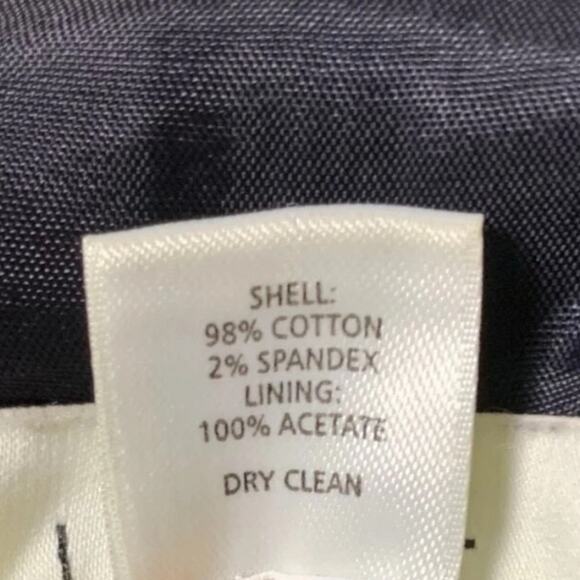 SHELL:
98% COTTON
2% SPANDEX
LINING:
100% ACETATE
DRY CLEAN